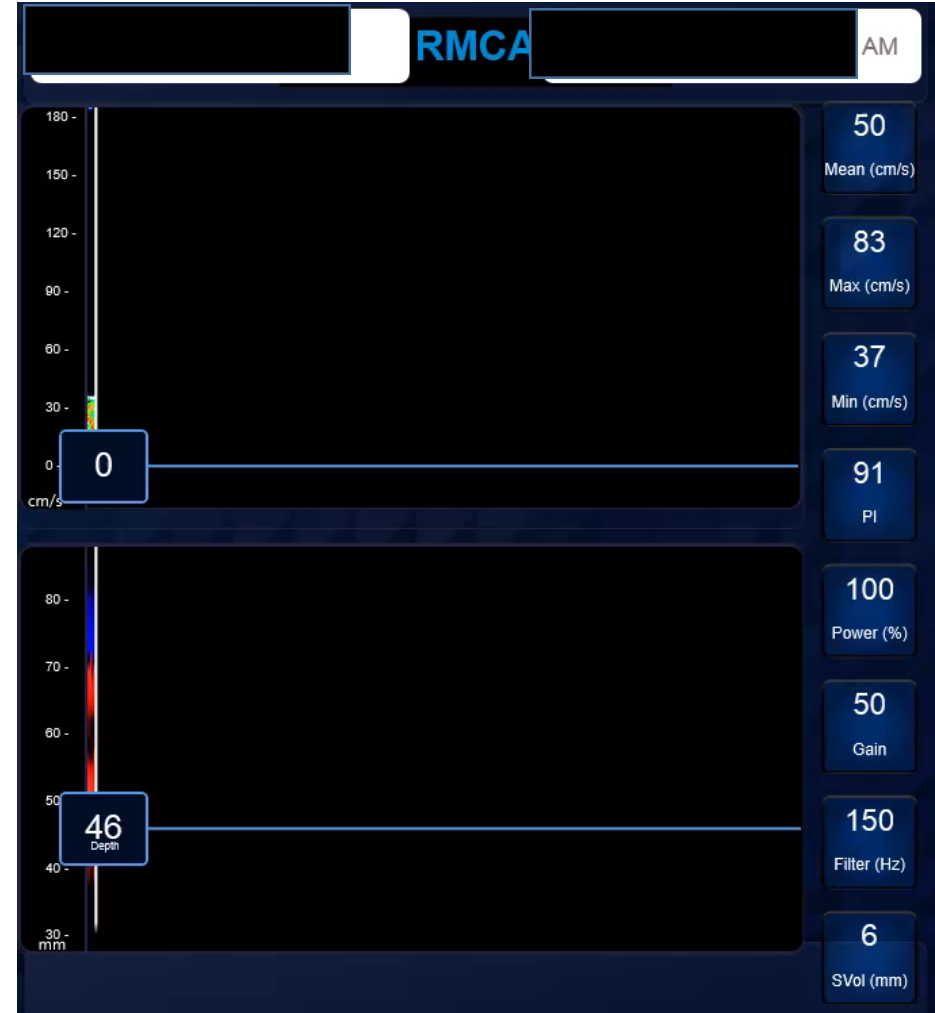 RMCA
AM
180 -
150 -
120 -
90 -
60 -
30 -
0 -
cm/s
0
80 -
70 -
60 -
50
40 -
30 -
mm
46
Depth
50
Mean (cm/s)
83
Max (cm/s)
37
Min (cm/s)
91
PI
100
Power (%)
50
Gain
150
Filter (Hz)
6
SVol (mm)